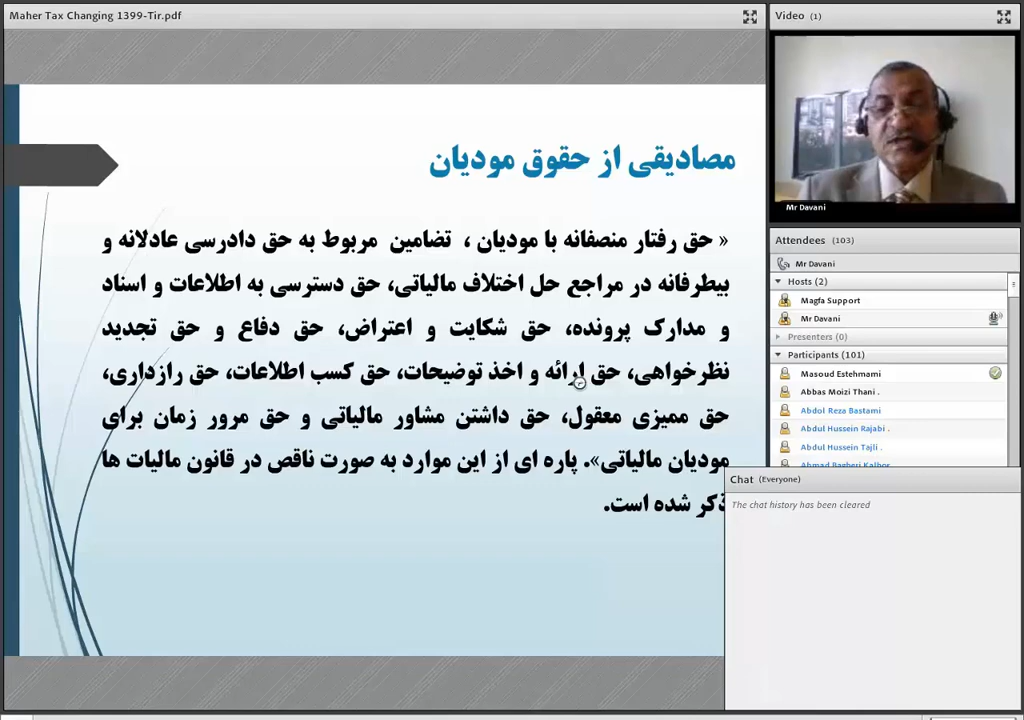 Maher Tax Changing 1399-Tir.pdf
مصادیقی از حقوق مودیان
« حق رفتار منصفانه با مودیان ، تضامین مربوط به حق دادرسی عادلانه و
بیطرفانه در مراجع حل اختلاف مالیاتی، حق دسترسی به اطلاعات و اسناد
و مدارک پرونده، حق شکایت و اعتراض، حق دفاع و حق تجدید
نظرخواهی، حق ارائه و اخذ توضیحات، حق کسب اطلاعات، حق رازداری،
حق ممیزی معقول، حق داشتن مشاور مالیاتی و حق مرور زمان برای
مودیان مالیاتی». پاره ای از این موارد به صورت ناقص در قانون مالیات ها
ذکر شده است.
Video (1)
Mr Davani
Attendees (103)
Mr Davani
Hosts (2)
Magfa Support
Mr Davani
Presenters (0)
Participants (101)
Masoud Estehmami
Abbas Moizi Thani .
Abdol Reza Bastami
Abdul Hussein Rajabi .
Abdul Hussein Tajli .
Ahmad Bagheri Kalhor
Chat (Everyone)
The chat history has been cleared